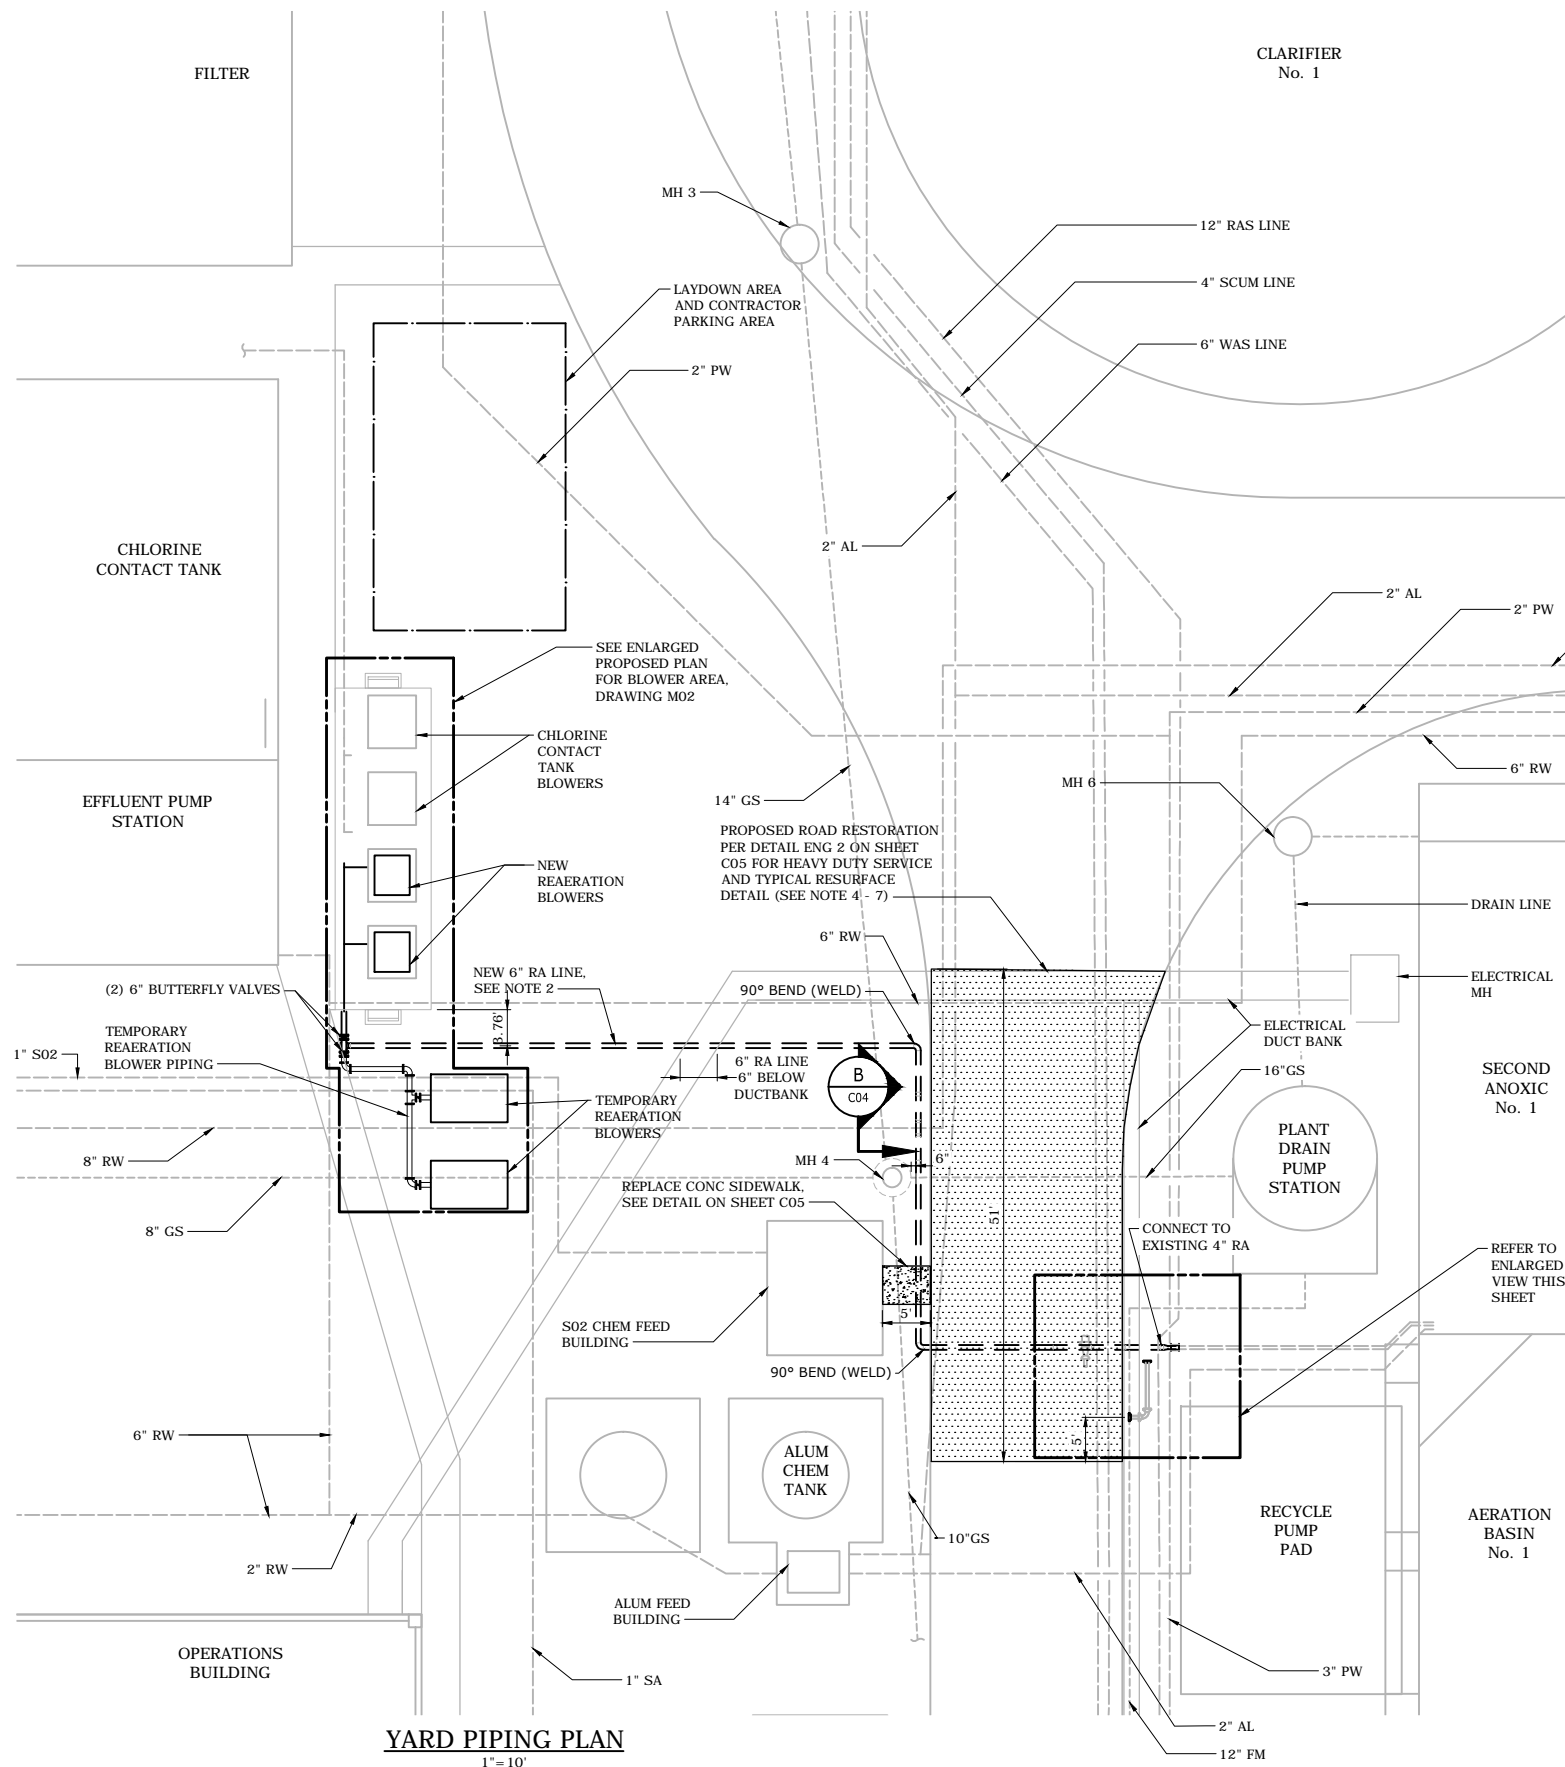 FILTER
CLARIFIER
No. 1
MH 3
12" RAS LINE
4" SCUM LINE
6" WAS LINE
LAYDOWN AREA
AND CONTRACTOR
PARKING AREA
2" PW
CHLORINE
CONTACT TANK
2" AL
2" AL
2" PW
SEE ENLARGED
PROPOSED PLAN
FOR BLOWER AREA,
DRAWING M02
CHLORINE
CONTACT
TANK
BLOWERS
6" RW
MH 6
EFFLUENT PUMP
STATION
14" GS
PROPOSED ROAD RESTORATION
PER DETAIL ENG 2 ON SHEET
C05 FOR HEAVY DUTY SERVICE
AND TYPICAL RESURFACE
DETAIL (SEE NOTE 4 - 7)
NEW
REAERATION
BLOWERS
DRAIN LINE
6" RW
NEW 6" RA LINE,
SEE NOTE 2
ELECTRICAL
MH
(2) 6" BUTTERFLY VALVES
90° BEND (WELD)
3.76'
TEMPORARY
REAERATION
BLOWER PIPING
ELECTRICAL
DUCT BANK
1" S02
6" RA LINE
6" BELOW
DUCTBANK
B
C04
16"GS
SECOND
ANOXIC
No. 1
TEMPORARY
REAERATION
BLOWERS
PLANT
DRAIN
PUMP
STATION
8" RW
MH 4
6"
REPLACE CONC SIDEWALK,
SEE DETAIL ON SHEET C05
51'
8" GS
CONNECT TO
EXISTING 4" RA
REFER TO
ENLARGED
VIEW THIS
SHEET
S02 CHEM FEED
BUILDING
5'
90° BEND (WELD)
5'
6" RW
ALUM
CHEM
TANK
10"GS
RECYCLE
PUMP
PAD
AERATION
BASIN
No. 1
2" RW
ALUM FEED
BUILDING
OPERATIONS
BUILDING
1" SA
3" PW
2" AL
12" FM
YARD PIPING PLAN
1"=10'